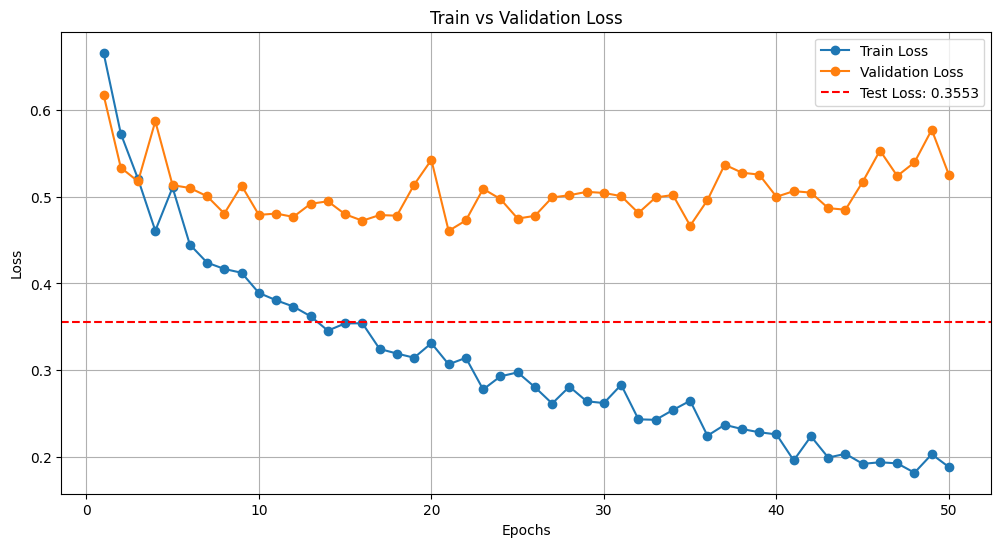 Train vs Validation Loss
Train Loss
Validation Loss
Test Loss: 0.3553
Loss
0.6
0.5
0.4
0.3
0.2
0
10
20
30
40
50
Epochs